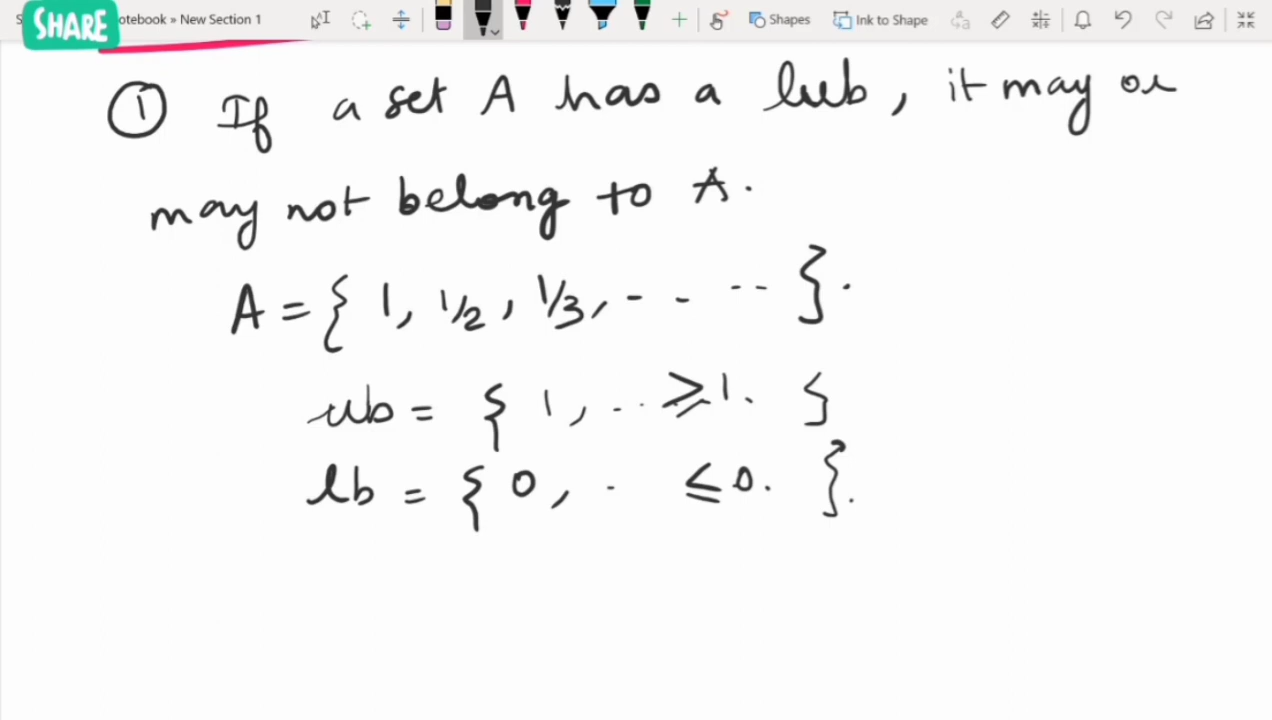 SHARE
otebook » New Section 1
Shapes
Ink to Shape
① If a set A has a lub, it may or
may not belong to A.
A = { 1, 1/2, 1/3, - - -- }.
ub = { 1, ... ≥ 1. }
lb = { 0, . ≤ 0. }.